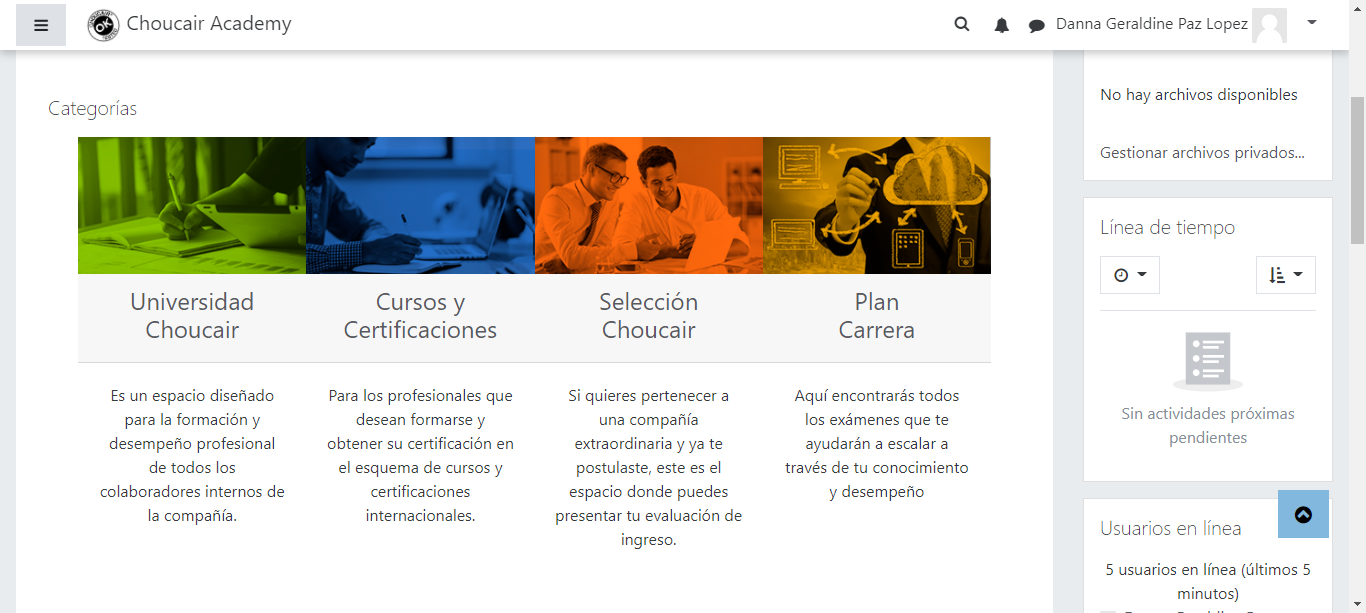 Choucair Academy
Danna Geraldine Paz Lopez
Categorías
Universidad
Choucair
Es un espacio diseñado
para la formación y
desempeño profesional
de todos los
colaboradores internos de
la compañía.
Cursos y
Certificaciones
Para los profesionales que
desean formarse y
obtener su certificación en
el esquema de cursos y
certificaciones
internacionales.
Selección
Choucair
Si quieres pertenecer a
una compañía
extraordinaria y ya te
postulaste, este es el
espacio donde puedes
presentar tu evaluación de
ingreso.
Plan
Carrera
Aquí encontrarás todos
los exámenes que te
ayudarán a escalar a
través de tu conocimiento
y desempeño
No hay archivos disponibles
Gestionar archivos privados...
Línea de tiempo
Sin actividades próximas
pendientes
Usuarios en línea
5 usuarios en línea (últimos 5
minutos)